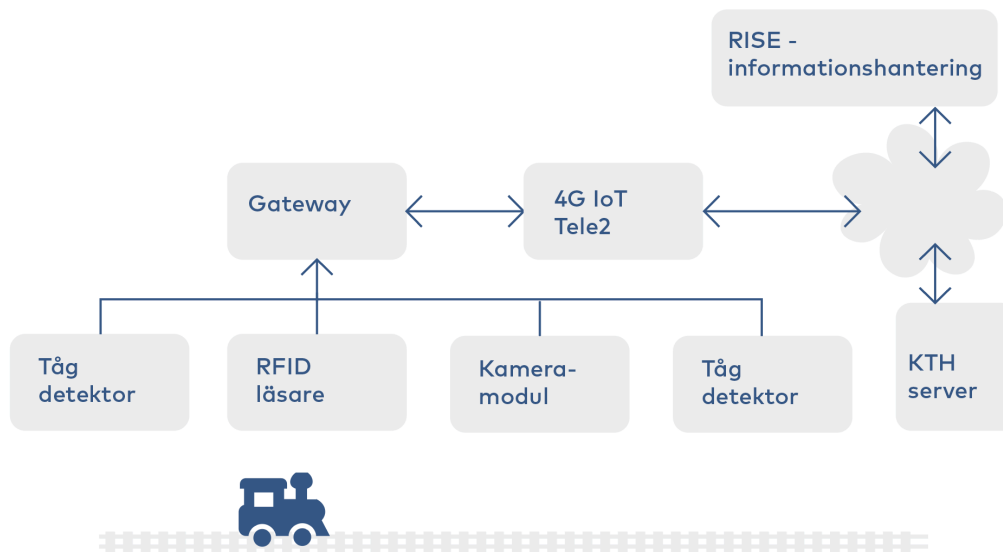 RISE -
informationshantering
Gateway
4G IoT
Tele2
Tåg
detektor
RFID
läsare
Kamera-
modul
Tåg
detektor
KTH
server